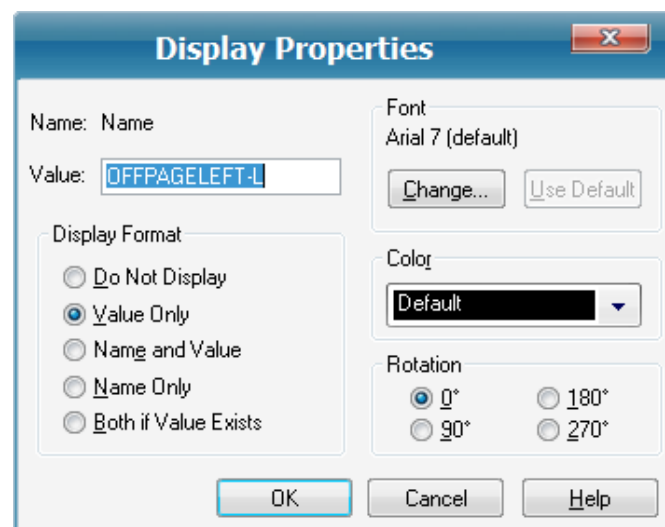 Display Properties
Name: Name
Value: OFFPAGELEFT-L
Display Format
Do Not Display
Value Only
Name and Value
Name Only
Both if Value Exists
Font
Arial 7 (default)
Change...
Use Default
Color
Default
Rotation
0° 180°
90° 270°
OK Cancel Help